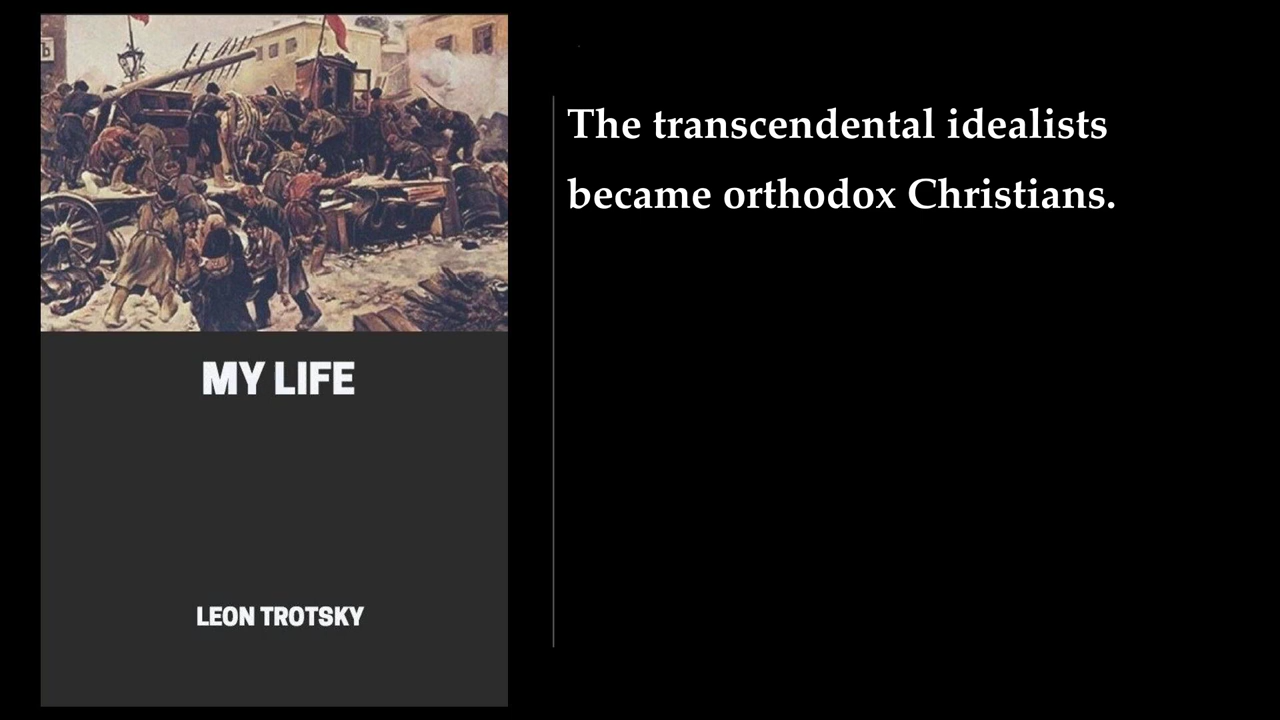 MY LIFE
LEON TROTSKY
The transcendental idealists
became orthodox Christians.